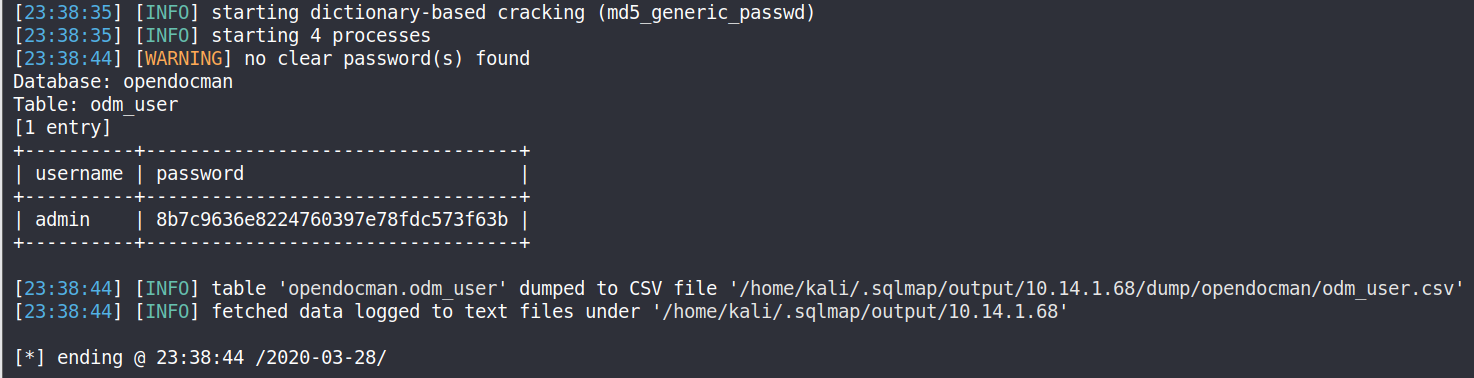 [23:38:35] [INFO] starting dictionary-based cracking (md5_generic_passwd)
[23:38:35] [INFO] starting 4 processes
[23:38:44] [WARNING] no clear password(s) found
Database: opendocman
Table: odm_user
[1 entry]
+----------+----------------------------------+
| username | password                         |
+----------+----------------------------------+
| admin    | 8b7c9636e8224760397e78fdc573f63b |
+----------+----------------------------------+
[23:38:44] [INFO] table 'opendocman.odm_user' dumped to CSV file '/home/kali/.sqlmap/output/10.14.1.68/dump/opendocman/odm_user.csv'
[23:38:44] [INFO] fetched data logged to text files under '/home/kali/.sqlmap/output/10.14.1.68'
[*] ending @ 23:38:44 /2020-03-28/